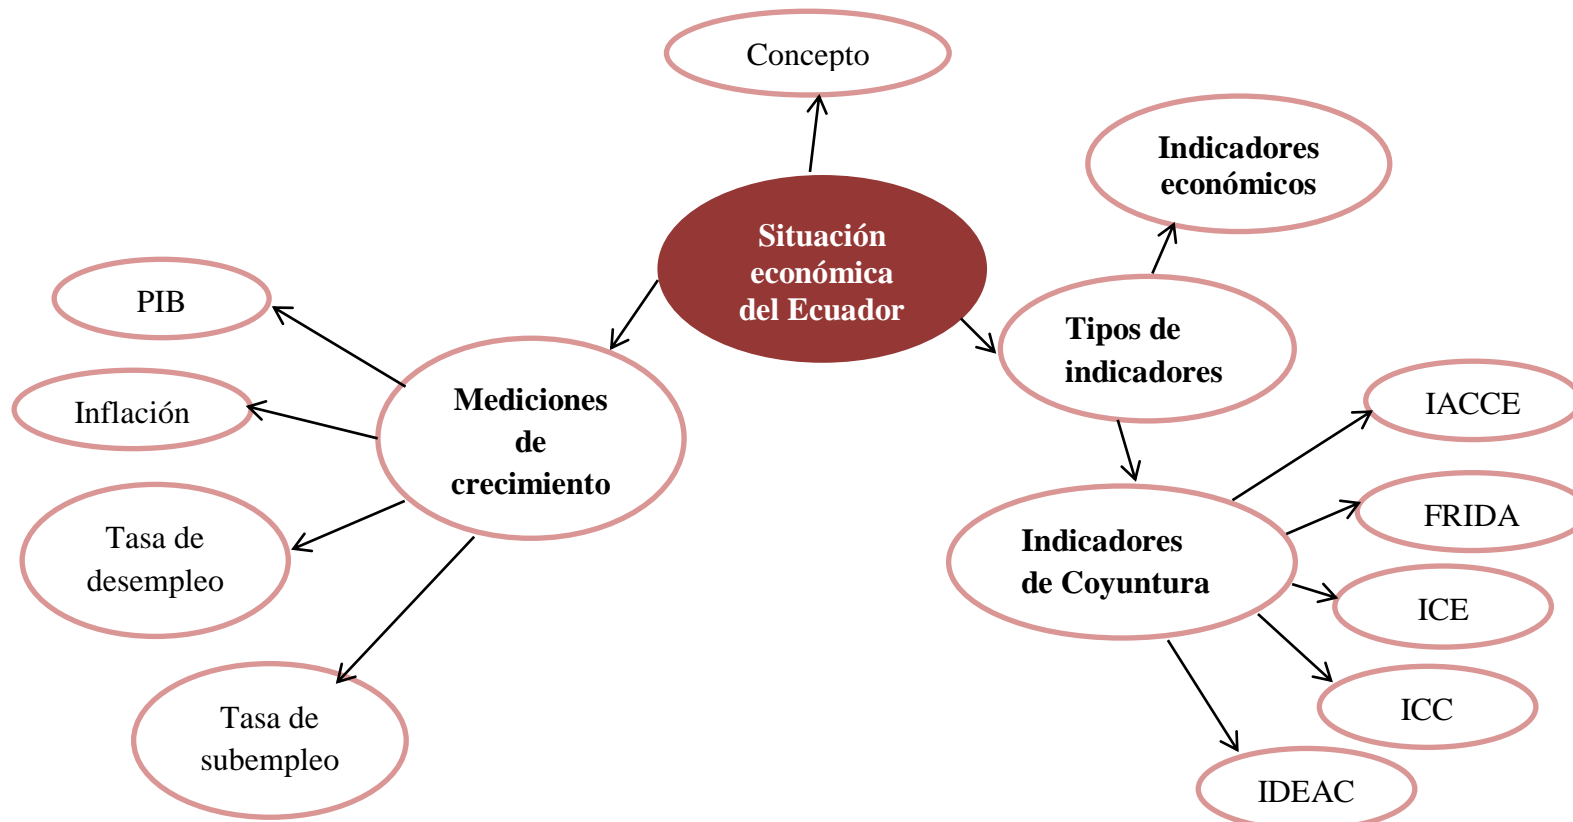 Concepto
Indicadores
económicos
Situación
económica
del Ecuador
PIB
Tipos de
indicadores
Inflación
Mediciones
de
crecimiento
IACCE
FRIDA
Tasa de
desempleo
Indicadores
de Coyuntura
ICE
ICC
Tasa de
subempleo
IDEAC